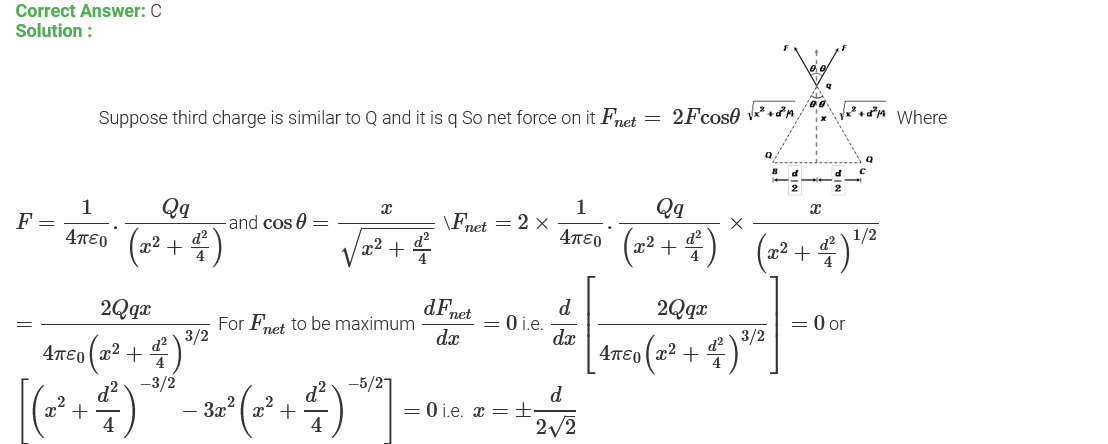 Correct Answer: C
Solution :
F F
θ θ
q
Suppose third charge is similar to Q and it is q So net force on it $F_{net} = 2F\cos\theta$ $\sqrt{x^2+d^2/4}$ θ θ x $\sqrt{x^2+d^2/4}$ Where
Q Q
B $\frac{d}{2}$ $\frac{d}{2}$ C
$F = \frac{1}{4\pi\varepsilon_0} \cdot \frac{Qq}{\left(x^2+\frac{d^2}{4}\right)}$ and $\cos\theta = \frac{x}{\sqrt{x^2+\frac{d^2}{4}}}$ \$F_{net} = 2 \times \frac{1}{4\pi\varepsilon_0} \cdot \frac{Qq}{\left(x^2+\frac{d^2}{4}\right)} \times \frac{x}{\left(x^2+\frac{d^2}{4}\right)^{1/2}}$
$= \frac{2Qqx}{4\pi\varepsilon_0\left(x^2+\frac{d^2}{4}\right)^{3/2}}$ For $F_{net}$ to be maximum $\frac{dF_{net}}{dx} = 0$ i.e. $\frac{d}{dx}\left[\frac{2Qqx}{4\pi\varepsilon_0\left(x^2+\frac{d^2}{4}\right)^{3/2}}\right] = 0$ or
$\left[\left(x^2+\frac{d^2}{4}\right)^{-3/2} - 3x^2\left(x^2+\frac{d^2}{4}\right)^{-5/2}\right] = 0$ i.e. $x = \pm\frac{d}{2\sqrt{2}}$